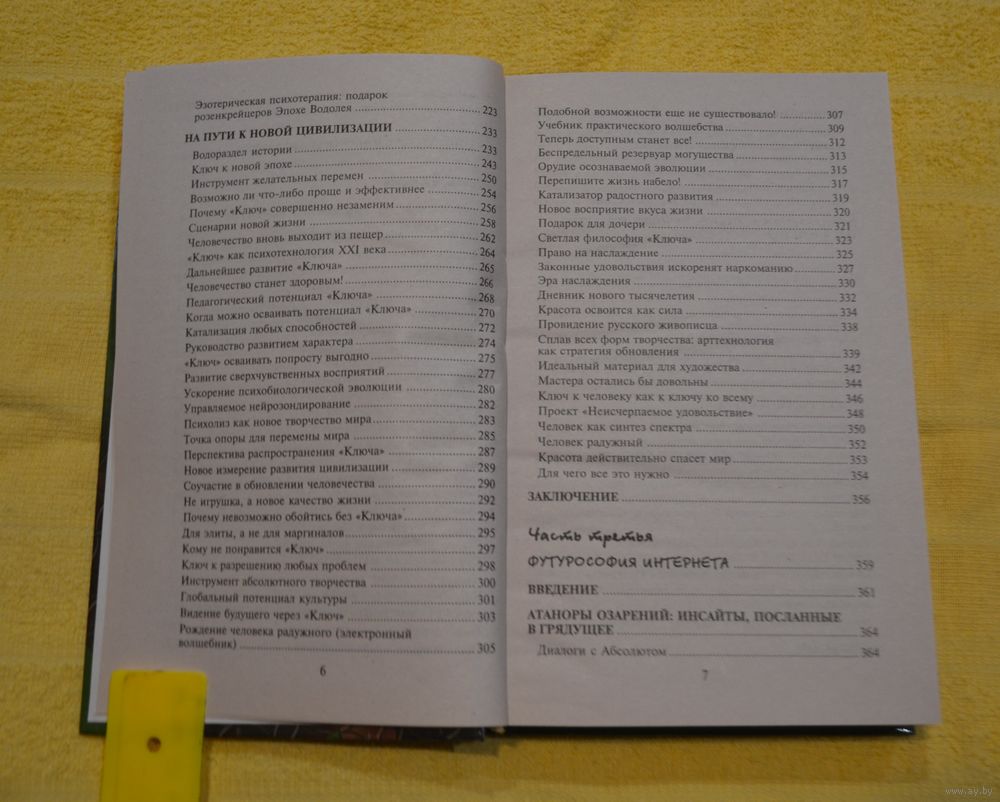 Эзотерическая психотерапия: подарок
розенкрейцеров Эпохе Водолея 223
НА ПУТИ К НОВОЙ ЦИВИЛИЗАЦИИ 233
Водораздел истории 233
Ключ к новой эпохе 243
Инструмент желательных перемен 250
Возможно ли что-либо проще и эффективнее 254
Почему «Ключ» совершенно незаменим 256
Сценарии новой жизни 258
Человечество вновь выходит из пещер 262
«Ключ» как психотехнология XXI века 264
Дальнейшее развитие «Ключа» 265
Человечество станет здоровым! 266
Педагогический потенциал «Ключа» 268
Когда можно осваивать потенциал «Ключа» 270
Катализация любых способностей 272
Руководство развитием характера 274
«Ключ» осваивать попросту выгодно 275
Развитие сверхчувственных восприятий 277
Ускорение психобиологической эволюции 280
Управляемое нейрозондирование 282
Психолиз как новое творчество мира 283
Точка опоры для перемены мира 285
Перспектива распространения «Ключа» 287
Новое измерение развития цивилизации 289
Соучастие в обновлении человечества 290
Не игрушка, а новое качество жизни 292
Почему невозможно обойтись без «Ключа» 294
Для элиты, а не для маргиналов 295
Кому не понравится «Ключ» 297
Ключ к разрешению любых проблем 298
Инструмент абсолютного творчества 300
Глобальный потенциал культуры 301
Видение будущего через «Ключ» 303
Рождение человека радужного (электронный
волшебник) 305
6
Подобной возможности еще не существовало! 307
Учебник практического волшебства 309
Теперь доступным станет все! 312
Беспредельный резервуар могущества 313
Орудие осознаваемой эволюции 315
Перепишите жизнь набело! 317
Катализатор радостного развития 319
Новое восприятие вкуса жизни 320
Подарок для дочери 321
Светлая философия «Ключа» 323
Право на наслаждение 325
Законные удовольствия искоренят наркоманию 327
Эра наслаждения 330
Дневник нового тысячелетия 332
Красота освоится как сила 334
Провидение русского живописца 338
Сплав всех форм творчества: арттехнология
как стратегия обновления 339
Идеальный материал для художества 342
Мастера остались бы довольны 344
Ключ к человеку как к ключу ко всему 346
Проект «Неисчерпаемое удовольствие» 348
Человек как синтез спектра 350
Человек радужный 352
Красота действительно спасет мир 353
Для чего все это нужно 354
ЗАКЛЮЧЕНИЕ 356
Часть третья
ФУТУРОСОФИЯ ИНТЕРНЕТА 359
ВВЕДЕНИЕ 361
АТАНОРЫ ОЗАРЕНИЙ: ИНСАЙТЫ, ПОСЛАННЫЕ
В ГРЯДУЩЕЕ 364
Диалоги с Абсолютом 364
7
www.ay.by